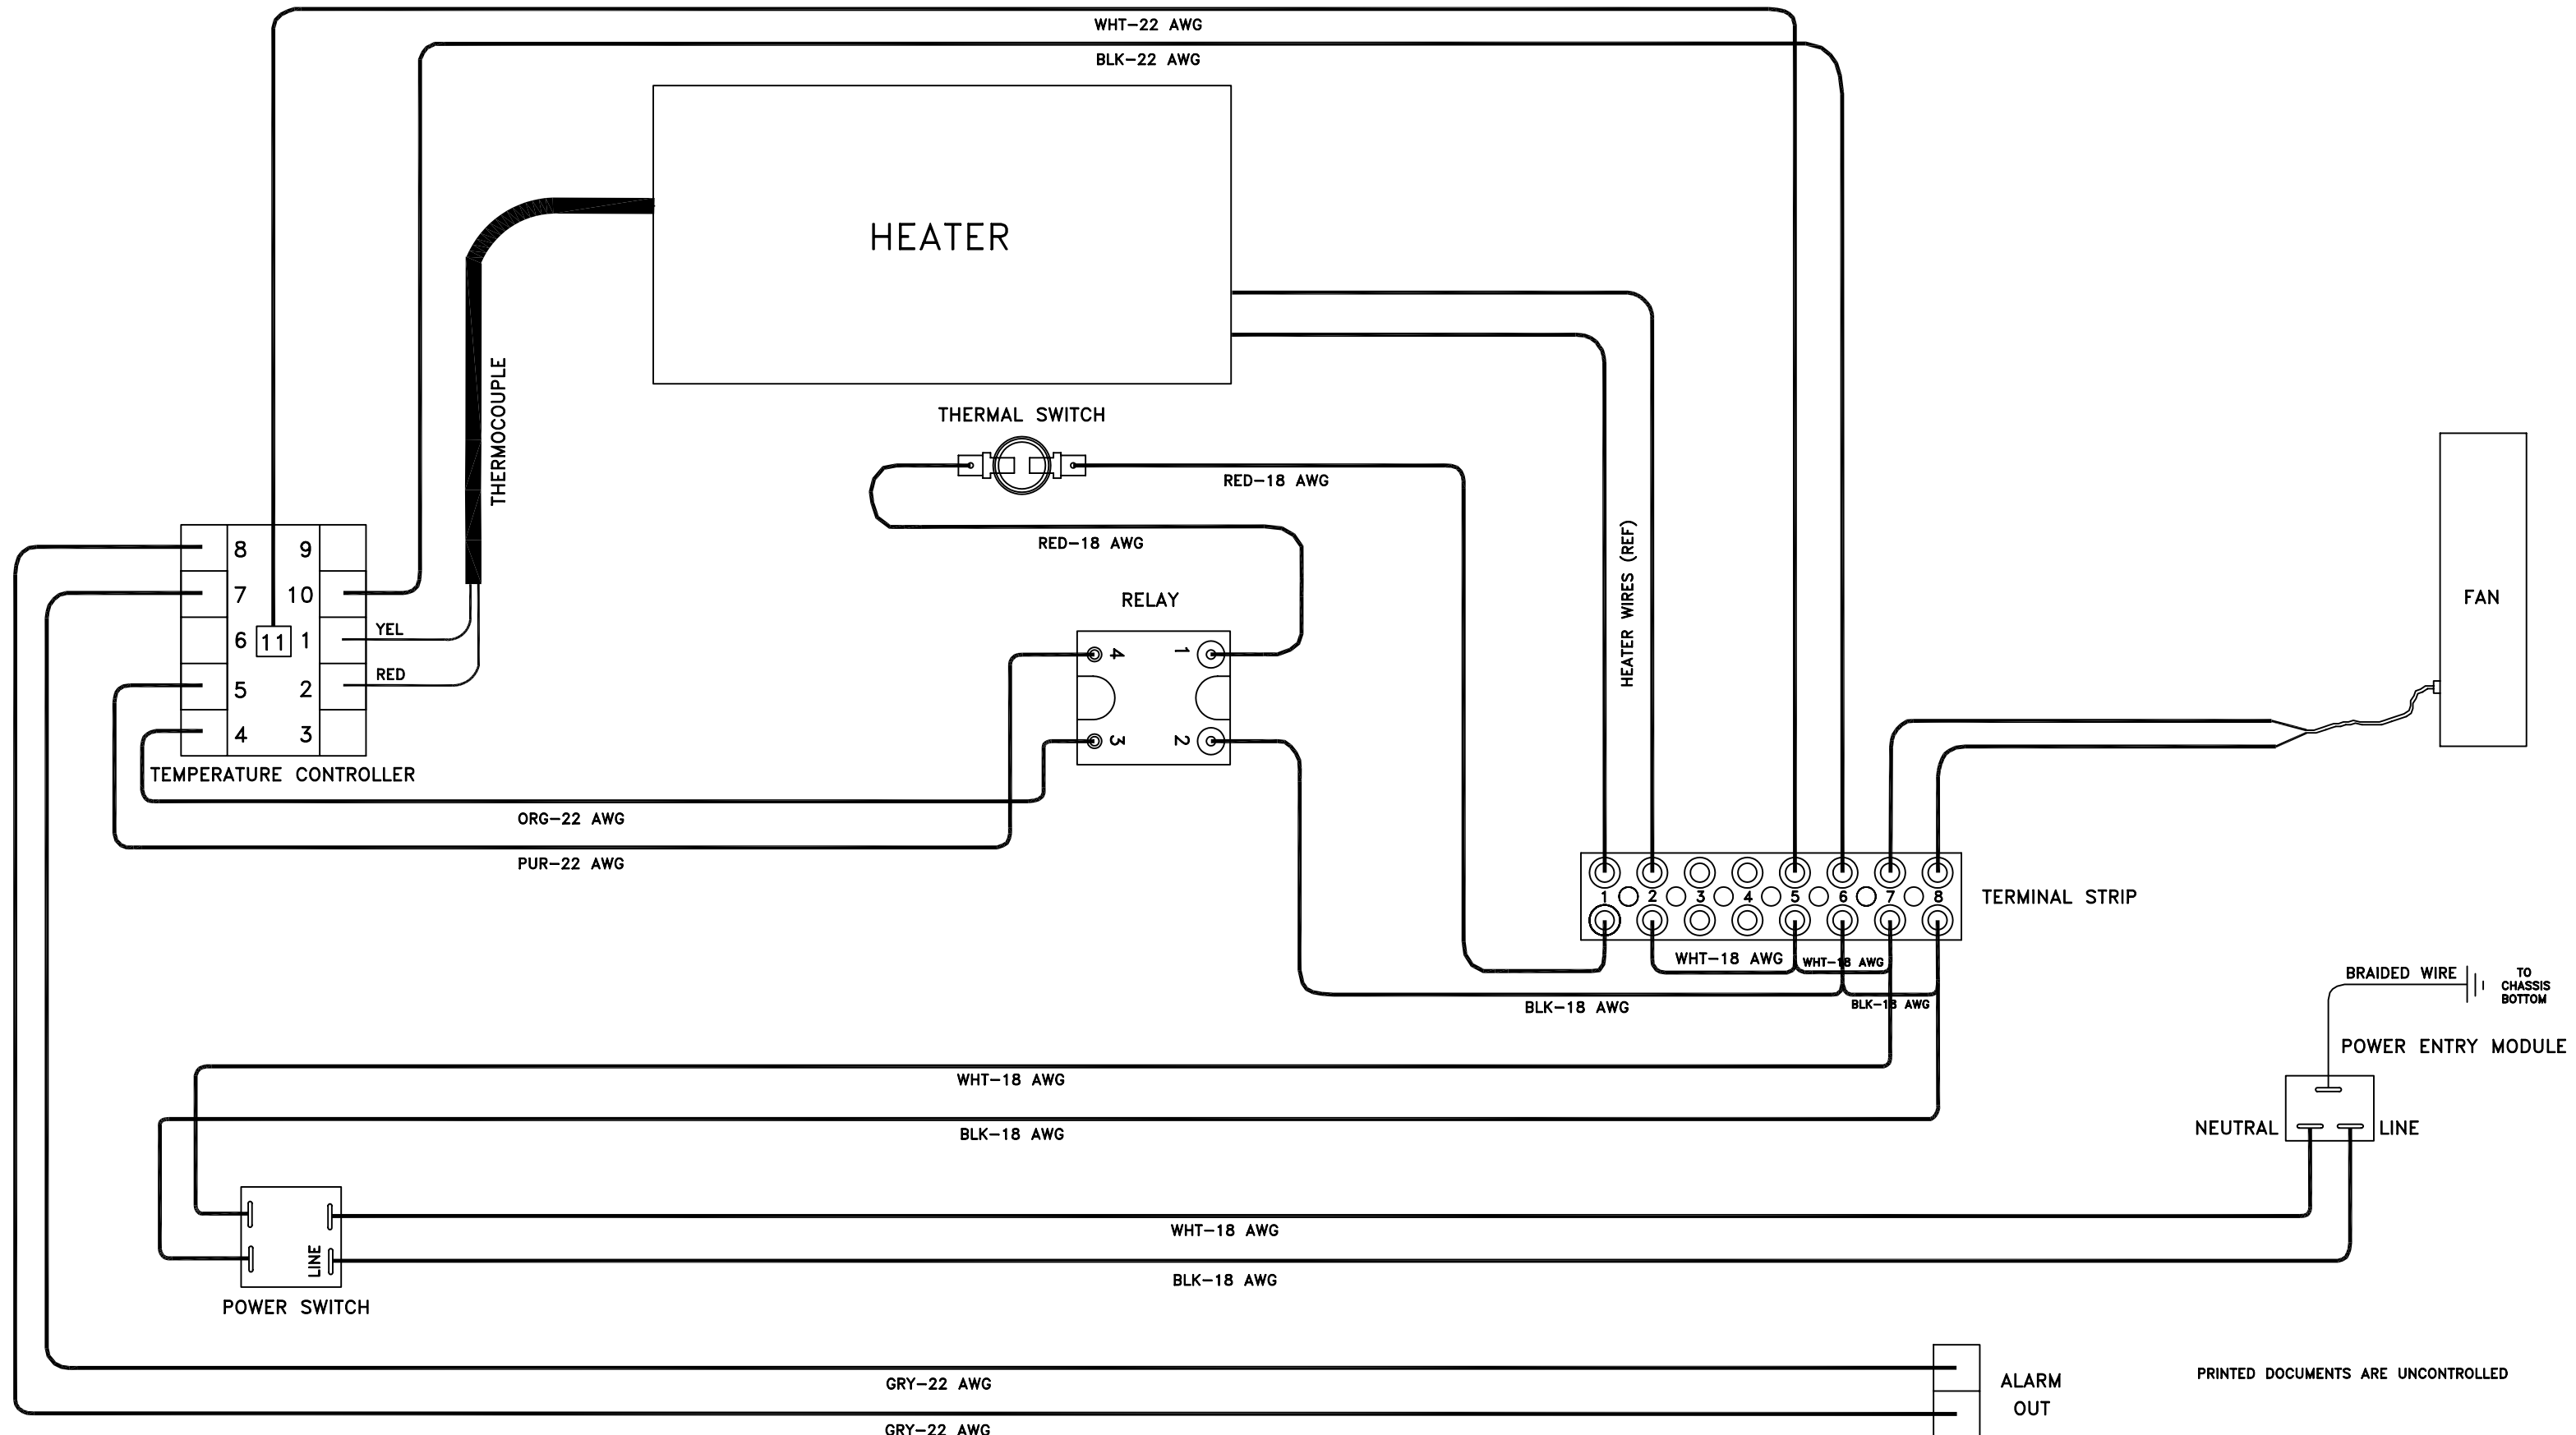 WHT-22 AWG
BLK-22 AWG
HEATER
THERMOCOUPLE
THERMAL SWITCH
RED-18 AWG
RED-18 AWG
HEATER WIRES (REF)
FAN
8 9
7 10
6 11 1
5 2
4 3
YEL
RED
TEMPERATURE CONTROLLER
RELAY
4 1
3 2
ORG-22 AWG
PUR-22 AWG
1 2 3 4 5 6 7 8
TERMINAL STRIP
WHT-18 AWG
WHT-18 AWG
BLK-18 AWG
BLK-18 AWG
BRAIDED WIRE
TO
CHASSIS
BOTTOM
POWER ENTRY MODULE
NEUTRAL
LINE
WHT-18 AWG
BLK-18 AWG
WHT-18 AWG
LINE
BLK-18 AWG
POWER SWITCH
GRY-22 AWG
GRY-22 AWG
ALARM
OUT
PRINTED DOCUMENTS ARE UNCONTROLLED